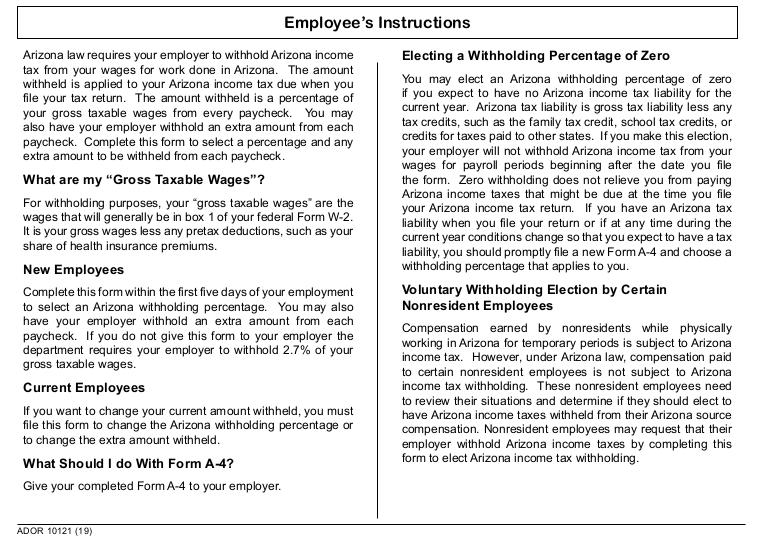 Employee's Instructions
Arizona law requires your employer to withhold Arizona income
tax from your wages for work done in Arizona. The amount
withheld is applied to your Arizona income tax due when you
file your tax return. The amount withheld is a percentage of
your gross taxable wages from every paycheck. You may
also have your employer withhold an extra amount from each
paycheck. Complete this form to select a percentage and any
extra amount to be withheld from each paycheck.
What are my “Gross Taxable Wages”?
For withholding purposes, your “gross taxable wages” are the
wages that will generally be in box 1 of your federal Form W-2.
It is your gross wages less any pretax deductions, such as your
share of health insurance premiums.
New Employees
Complete this form within the first five days of your employment
to select an Arizona withholding percentage. You may also
have your employer withhold an extra amount from each
paycheck. If you do not give this form to your employer the
department requires your employer to withhold 2.7% of your
gross taxable wages.
Current Employees
If you want to change your current amount withheld, you must
file this form to change the Arizona withholding percentage or
to change the extra amount withheld.
What Should I do With Form A-4?
Give your completed Form A-4 to your employer.
Electing a Withholding Percentage of Zero
You may elect an Arizona withholding percentage of zero
if you expect to have no Arizona income tax liability for the
current year. Arizona tax liability is gross tax liability less any
tax credits, such as the family tax credit, school tax credits, or
credits for taxes paid to other states. If you make this election,
your employer will not withhold Arizona income tax from your
wages for payroll periods beginning after the date you file
the form. Zero withholding does not relieve you from paying
Arizona income taxes that might be due at the time you file
your Arizona income tax return. If you have an Arizona tax
liability when you file your return or if at any time during the
current year conditions change so that you expect to have a tax
liability, you should promptly file a new Form A-4 and choose a
withholding percentage that applies to you.
Voluntary Withholding Election by Certain
Nonresident Employees
Compensation earned by nonresidents while physically
working in Arizona for temporary periods is subject to Arizona
income tax. However, under Arizona law, compensation paid
to certain nonresident employees is not subject to Arizona
income tax withholding. These nonresident employees need
to review their situations and determine if they should elect to
have Arizona income taxes withheld from their Arizona source
compensation. Nonresident employees may request that their
employer withhold Arizona income taxes by completing this
form to elect Arizona income tax withholding.
ADOR 10121 (19)